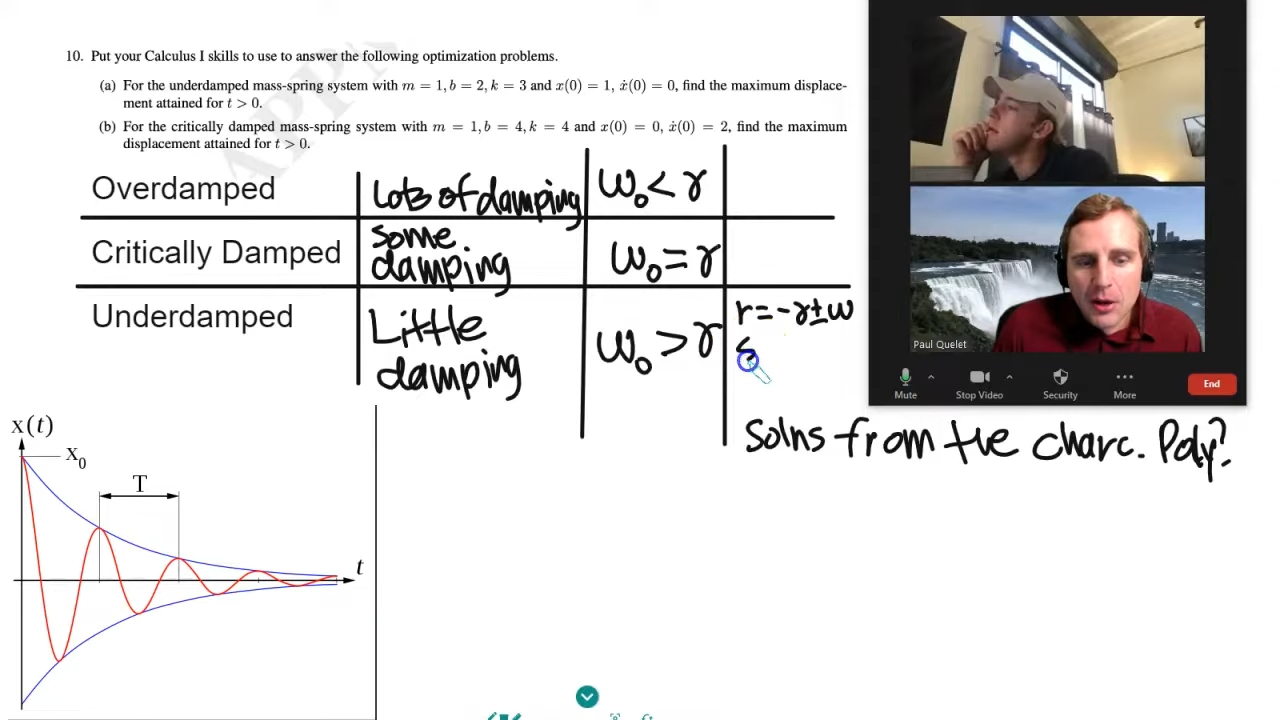 10. Put your Calculus I skills to use to answer the following optimization problems.
(a) For the underdamped mass-spring system with m = 1, b = 2, k = 3 and x(0) = 1, ẋ(0) = 0, find the maximum displace-
ment attained for t > 0.
(b) For the critically damped mass-spring system with m = 1, b = 4, k = 4 and x(0) = 0, ẋ(0) = 2, find the maximum
displacement attained for t > 0.
Overdamped Lots of damping ω₀ < γ
Critically Damped some damping ω₀ = γ
Underdamped Little damping ω₀ > γ r = -γ ± ω
Solns from the charc. Poly?
x(t)
x₀
T
t
Paul Quelet
Mute Stop Video Security More End